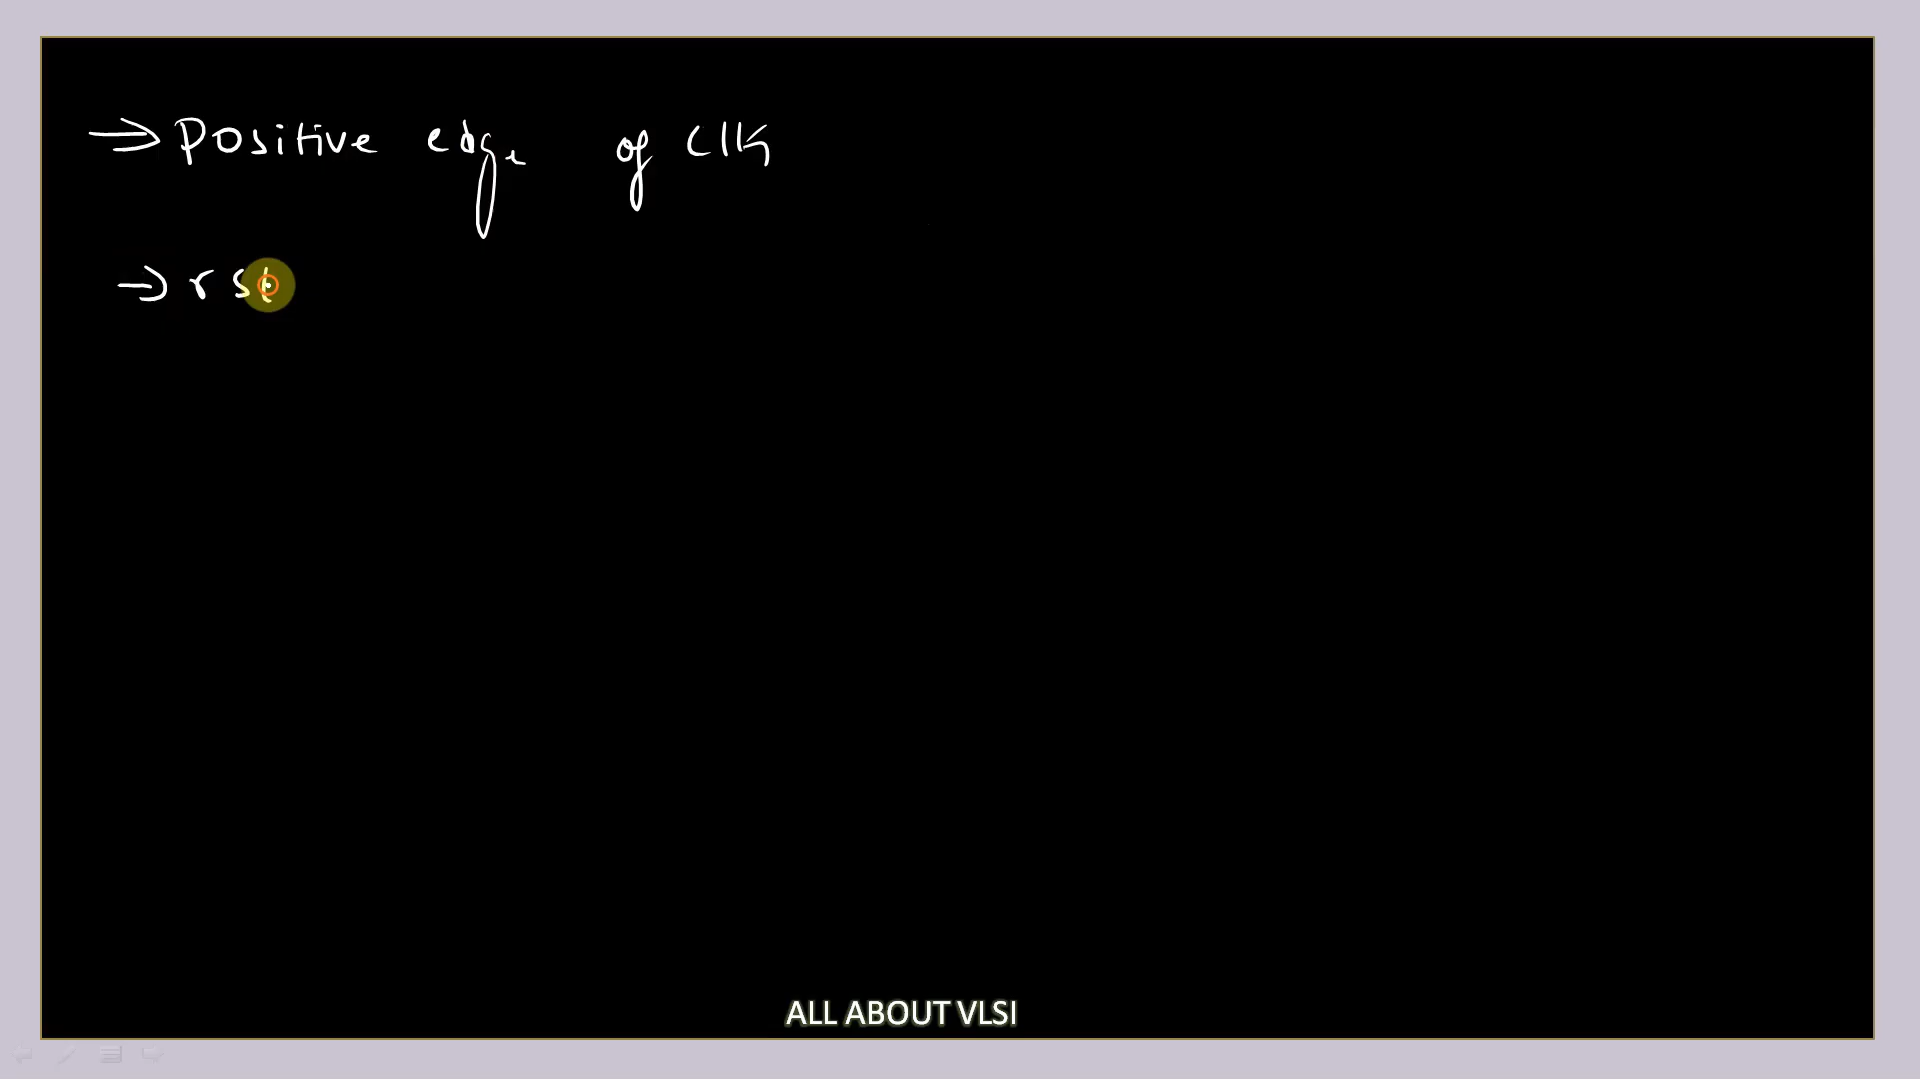 → Positive edge of clk
→ rst
ALL ABOUT VLSI